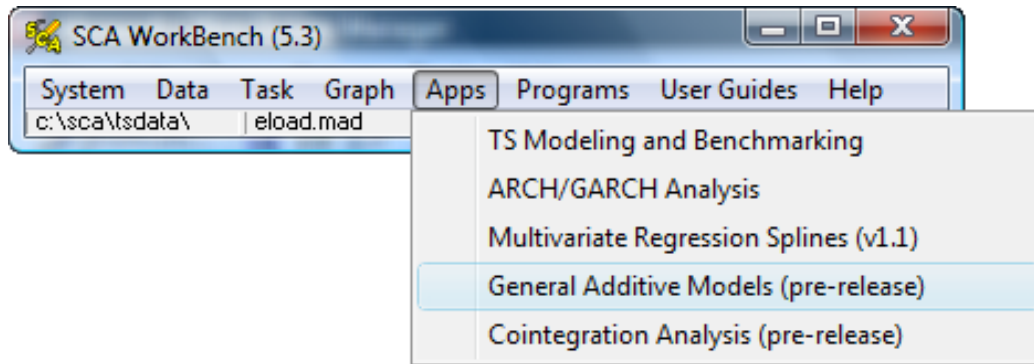 SCA WorkBench (5.3)
System Data Task Graph Apps Programs User Guides Help
c:\sca\tsdata\ eload.mad
TS Modeling and Benchmarking
ARCH/GARCH Analysis
Multivariate Regression Splines (v1.1)
General Additive Models (pre-release)
Cointegration Analysis (pre-release)